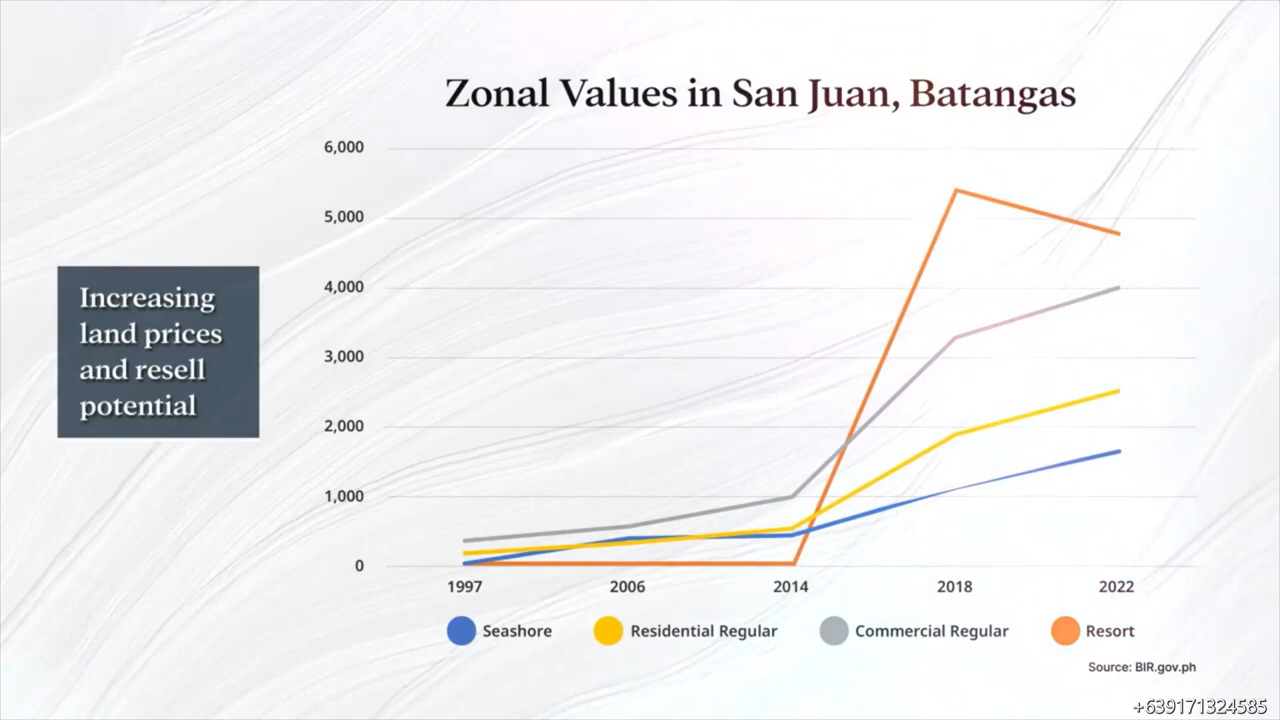 Zonal Values in San Juan, Batangas
6,000
5,000
4,000
3,000
2,000
1,000
0
Increasing
land prices
and resell
potential
1997 2006 2014 2018 2022
Seashore Residential Regular Commercial Regular Resort
Source: BIR.gov.ph
+639171324585